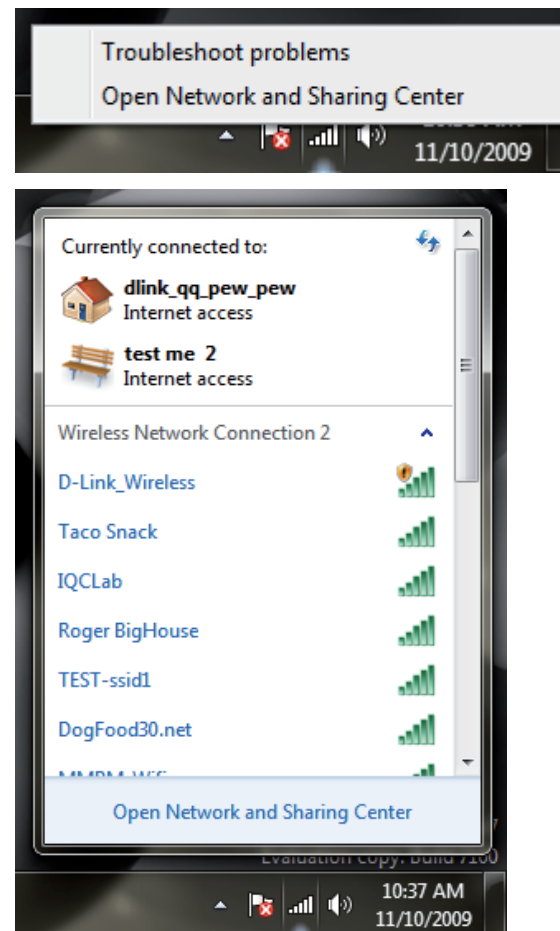 Troubleshoot problems
Open Network and Sharing Center
11/10/2009
Currently connected to:
dlink_qq_pew_pew
Internet access
test me 2
Internet access
Wireless Network Connection 2
D-Link_Wireless
Taco Snack
IQCLab
Roger BigHouse
TEST-ssid1
DogFood30.net
Open Network and Sharing Center
Evaluation copy. Build 7100
10:37 AM
11/10/2009